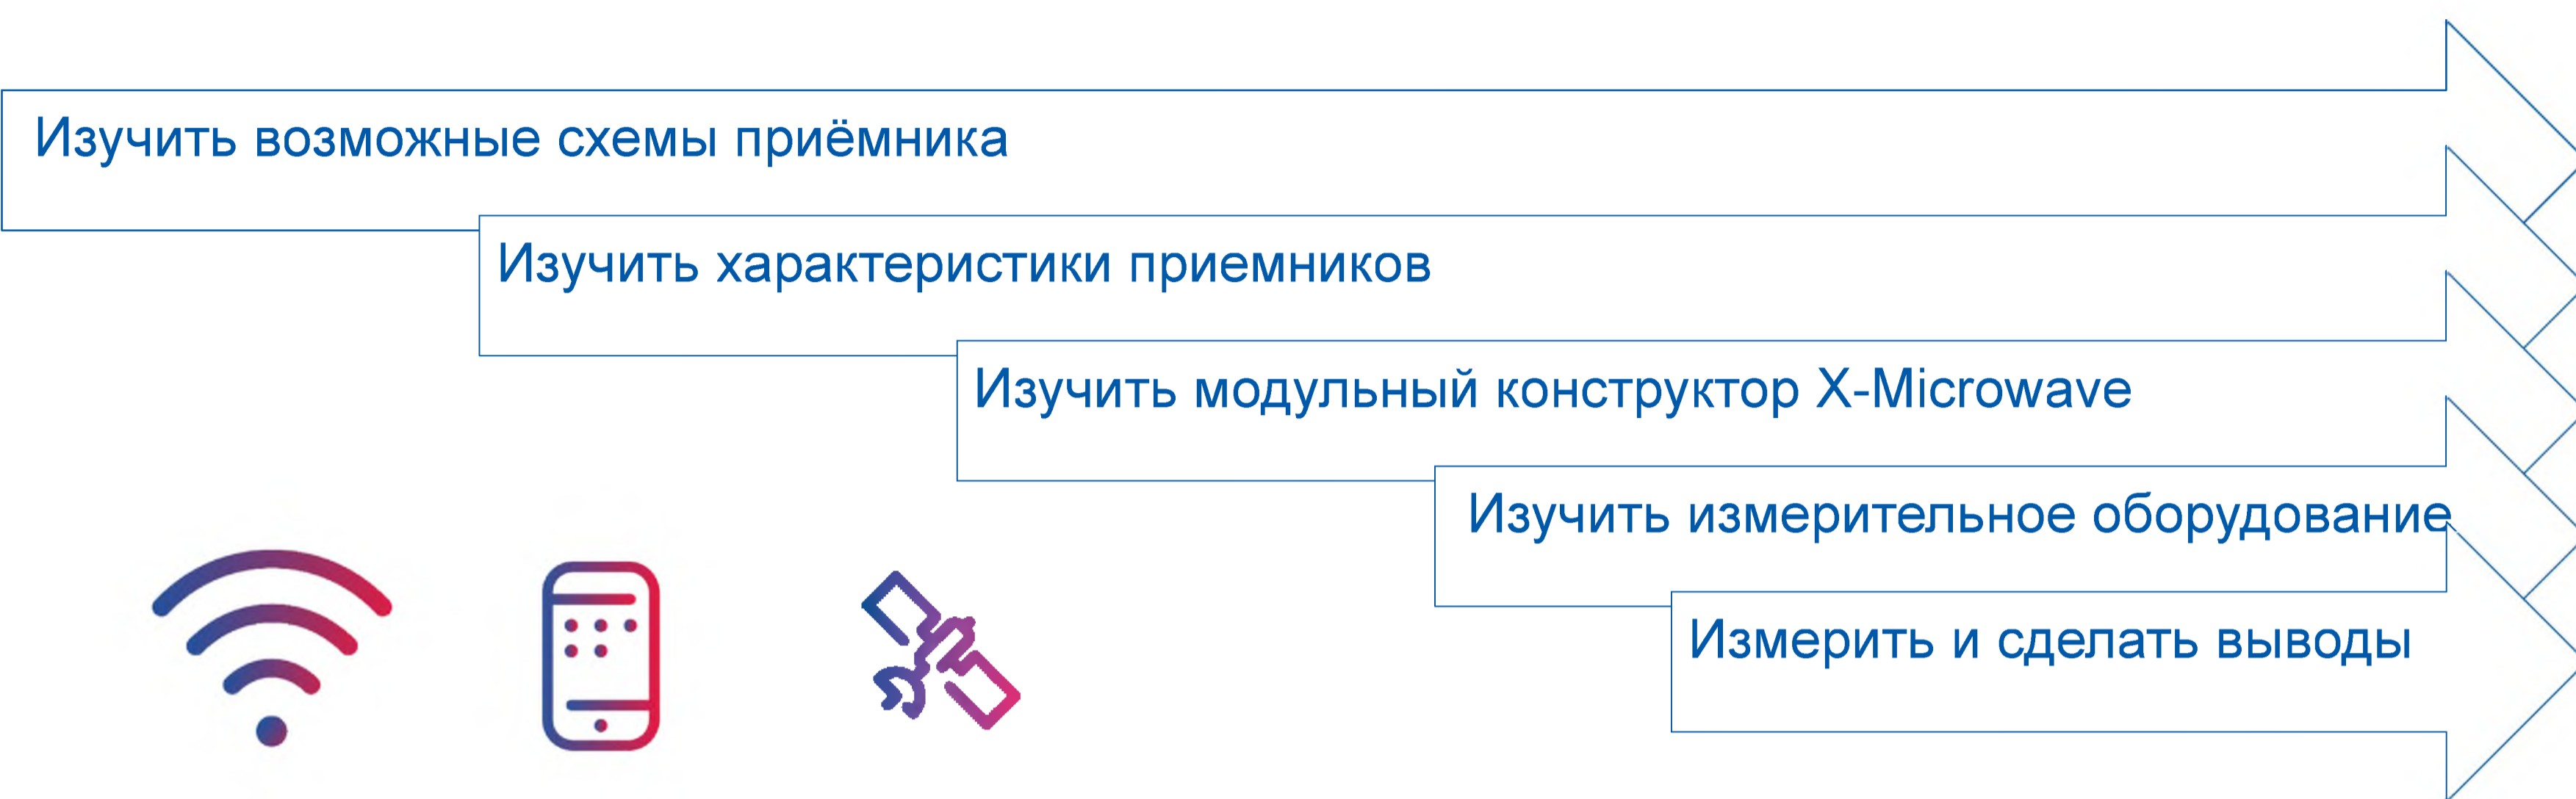 Изучить возможные схемы приёмника
Изучить характеристики приемников
Изучить модульный конструктор X-Microwave
Изучить измерительное оборудование
Измерить и сделать выводы